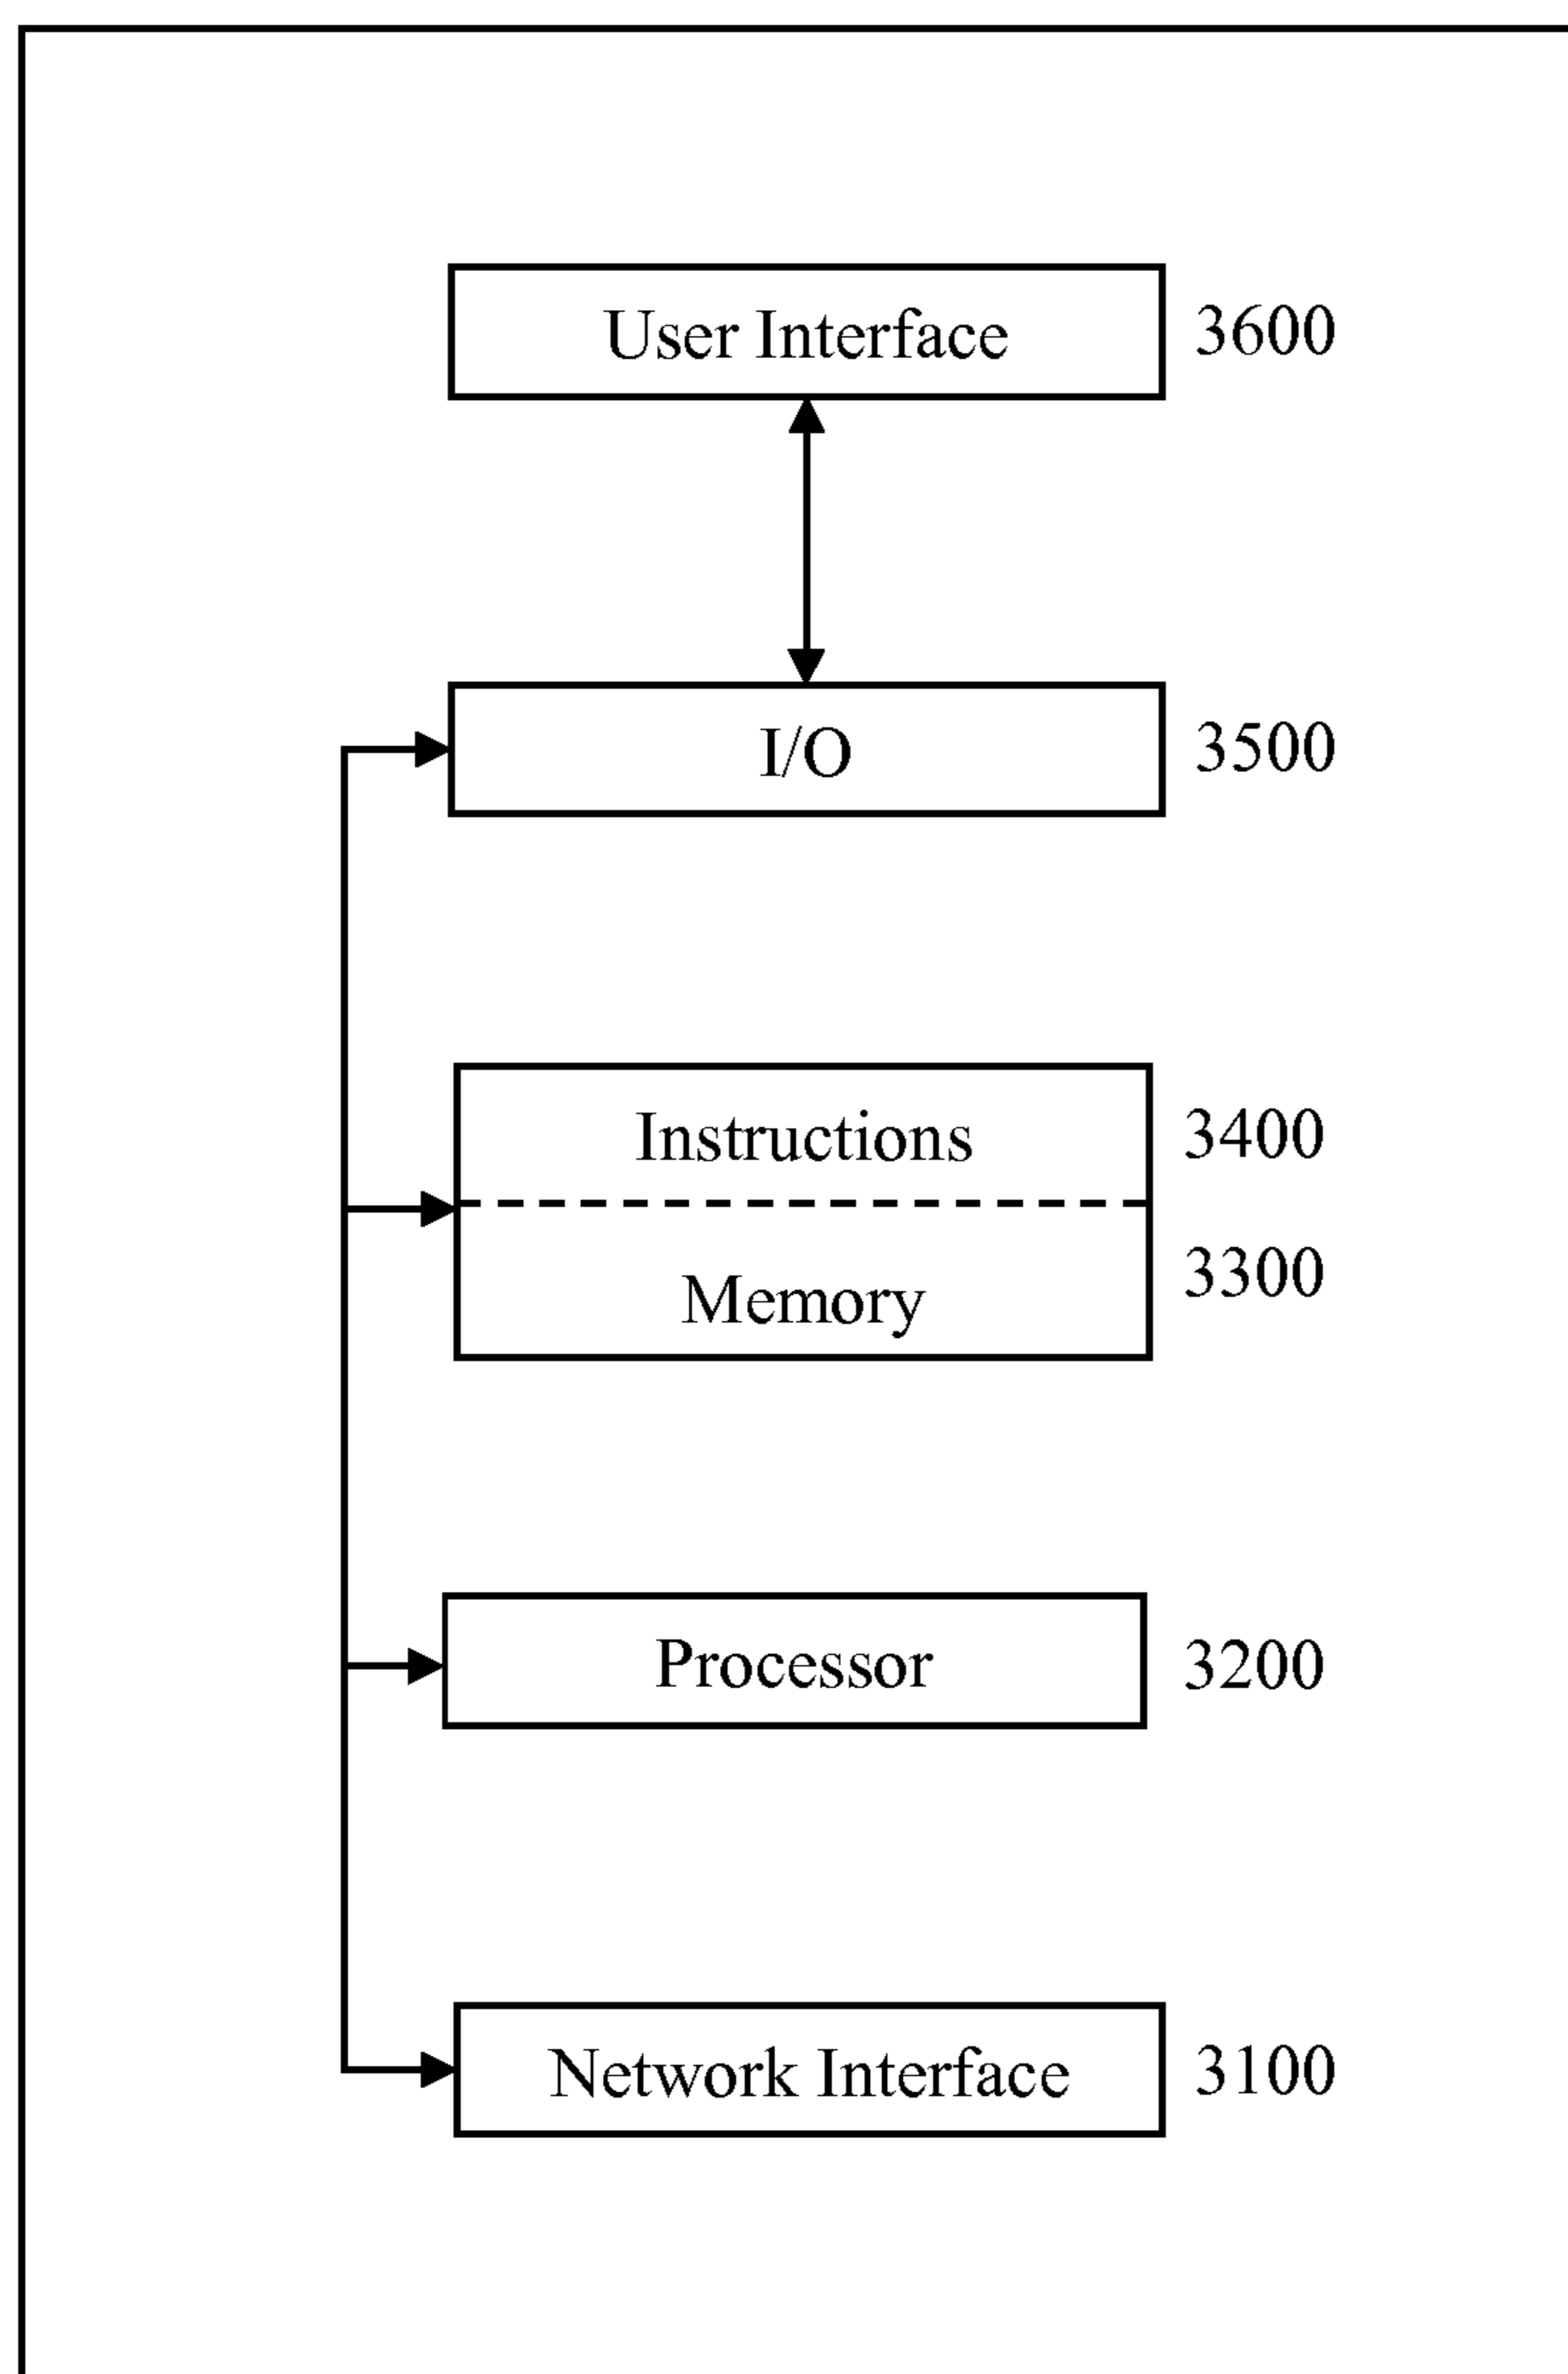 User Interface 3600
I/O 3500
Instructions 3400
Memory 3300
Processor 3200
Network Interface 3100